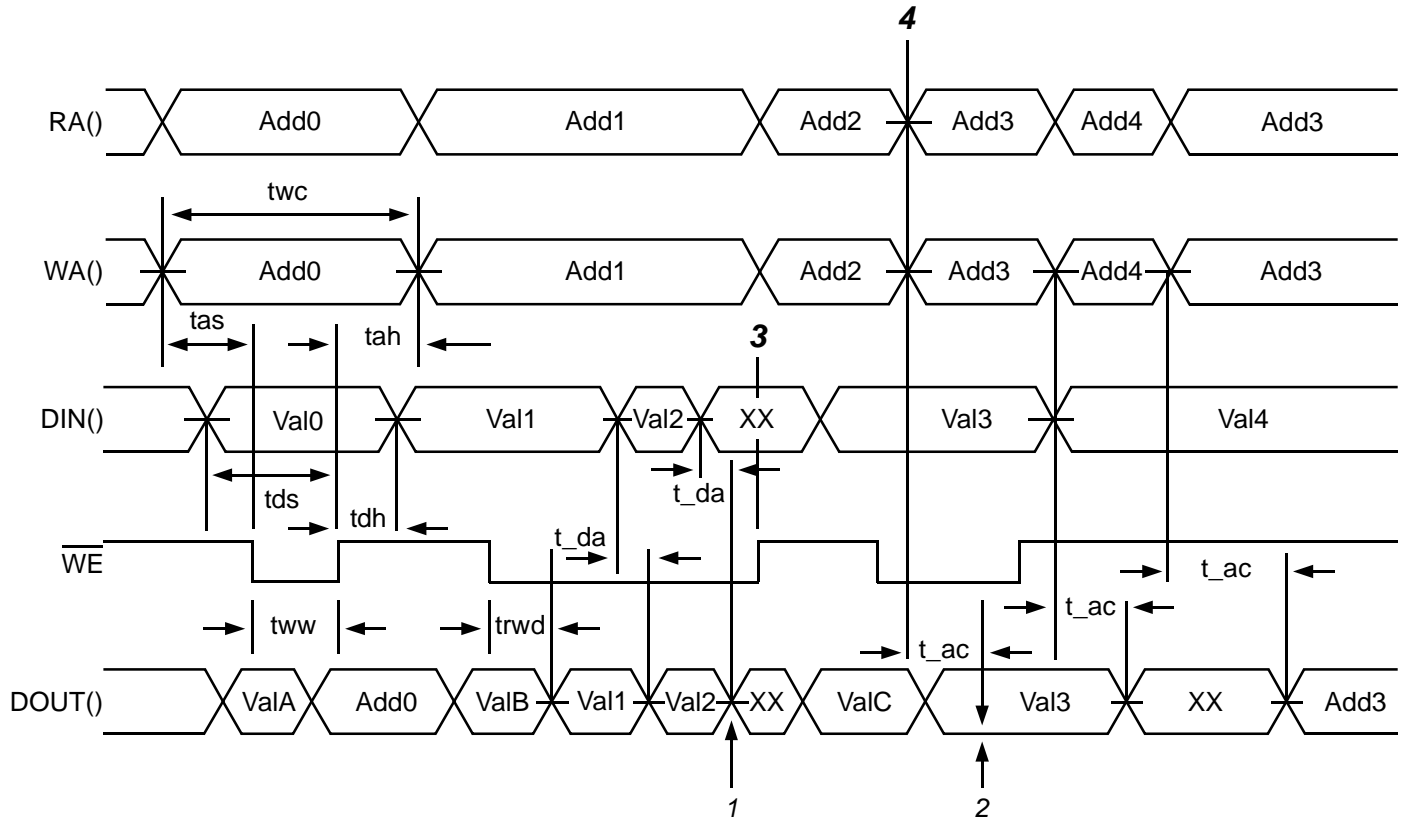 4
RA() Add0 Add1 Add2 Add3 Add4 Add3
twc
WA() Add0 Add1 Add2 Add3 Add4 Add3
tas tah 3
DIN() Val0 Val1 Val2 XX Val3 Val4
tds t_da
tdh t_da
WE t_ac
tww trwd t_ac t_ac
DOUT() ValA Add0 ValB Val1 Val2 XX ValC Val3 XX Add3
1 2